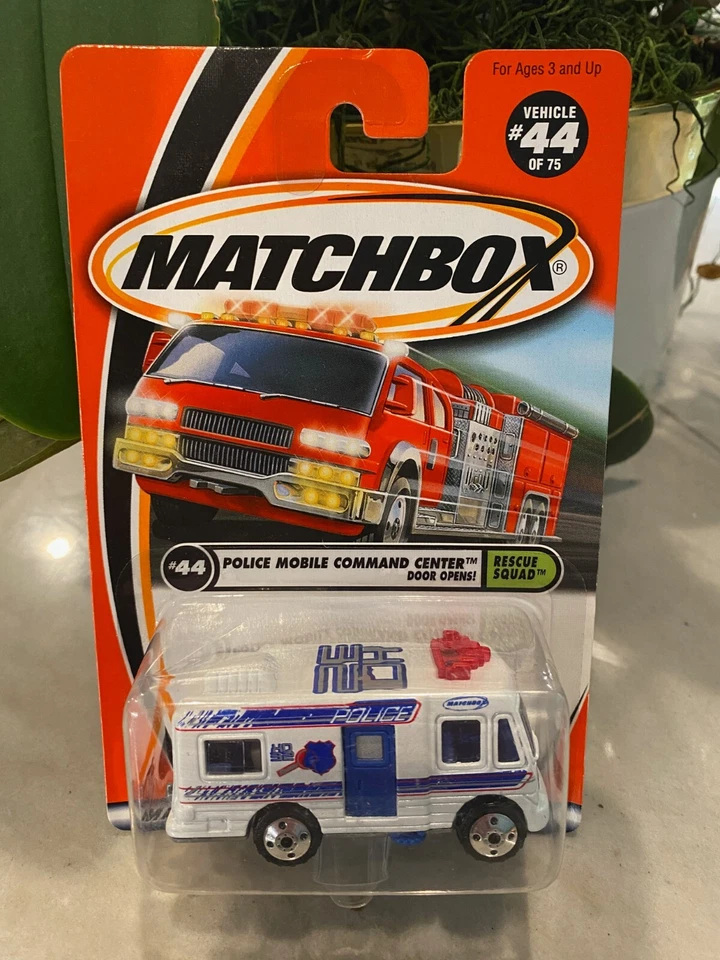 For Ages 3 and Up
VEHICLE
#44
OF 75
MATCHBOX®
#44
POLICE MOBILE COMMAND CENTER™
DOOR OPENS!
RESCUE
SQUAD™
POLICE
MATCHBOX